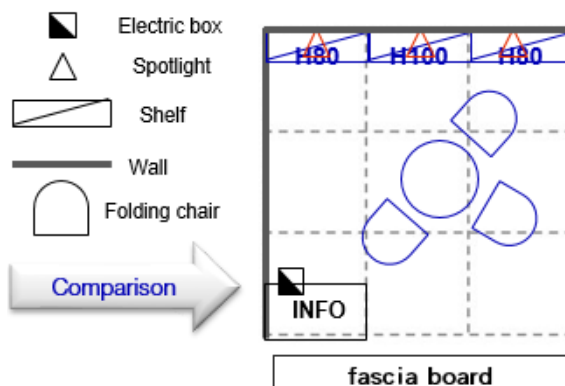 Electric box
Spotlight
Shelf
Wall
Folding chair
Comparison
H80 H100 H80
INFO
fascia board